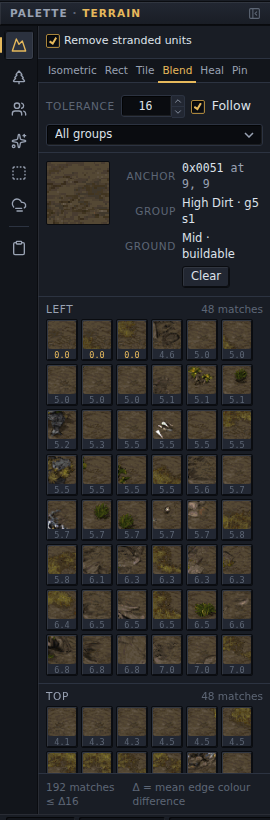 PALETTE · TERRAIN
Remove stranded units
Isometric Rect Tile Blend Heal Pin
TOLERANCE 16 Follow
All groups
ANCHOR 0x0051 at 9, 9
GROUP High Dirt · g5 s1
GROUND Mid · buildable
Clear
LEFT 48 matches
0.0 0.0 0.0 4.6 5.0 5.0
5.0 5.0 5.0 5.1 5.1 5.1
5.2 5.3 5.5 5.5 5.5 5.5
5.5 5.5 5.5 5.5 5.6 5.7
5.7 5.7 5.7 5.7 5.7 5.8
5.8 6.1 6.3 6.3 6.3 6.3
6.4 6.5 6.5 6.5 6.5 6.6
6.8 6.8 6.8 7.0 7.0 7.0
TOP 48 matches
4.1 4.3 4.3 4.5 4.5 4.5
192 matches ≤ Δ16
Δ = mean edge colour difference